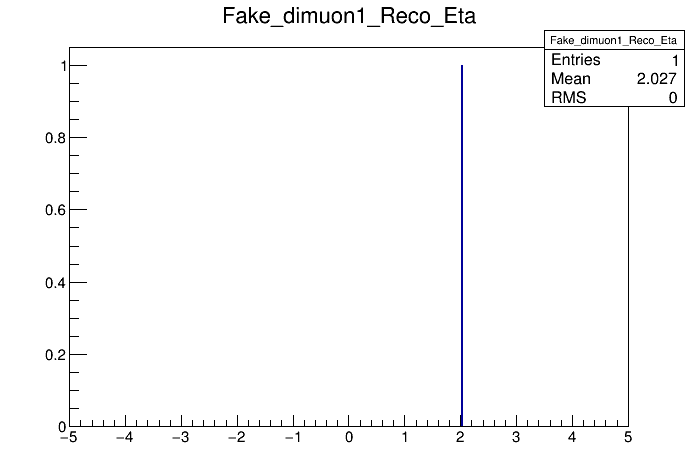 Fake_dimuon1_Reco_Eta
Fake_dimuon1_Reco_Eta
Entries 1
Mean 2.027
RMS 0
1
0.8
0.6
0.4
0.2
0
−5 −4 −3 −2 −1 0 1 2 3 4 5